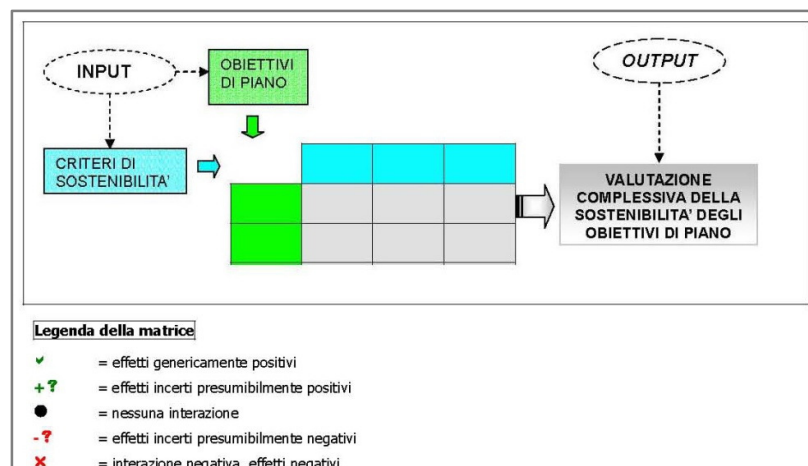 INPUT
OBIETTIVI
DI PIANO
OUTPUT
CRITERI DI
SOSTENIBILITA'
VALUTAZIONE
COMPLESSIVA DELLA
SOSTENIBILITA' DEGLI
OBIETTIVI DI PIANO
Legenda della matrice
= effetti genericamente positivi
+ ? = effetti incerti presumibilmente positivi
= nessuna interazione
- ? = effetti incerti presumibilmente negativi
= interazione negativa, effetti negativi